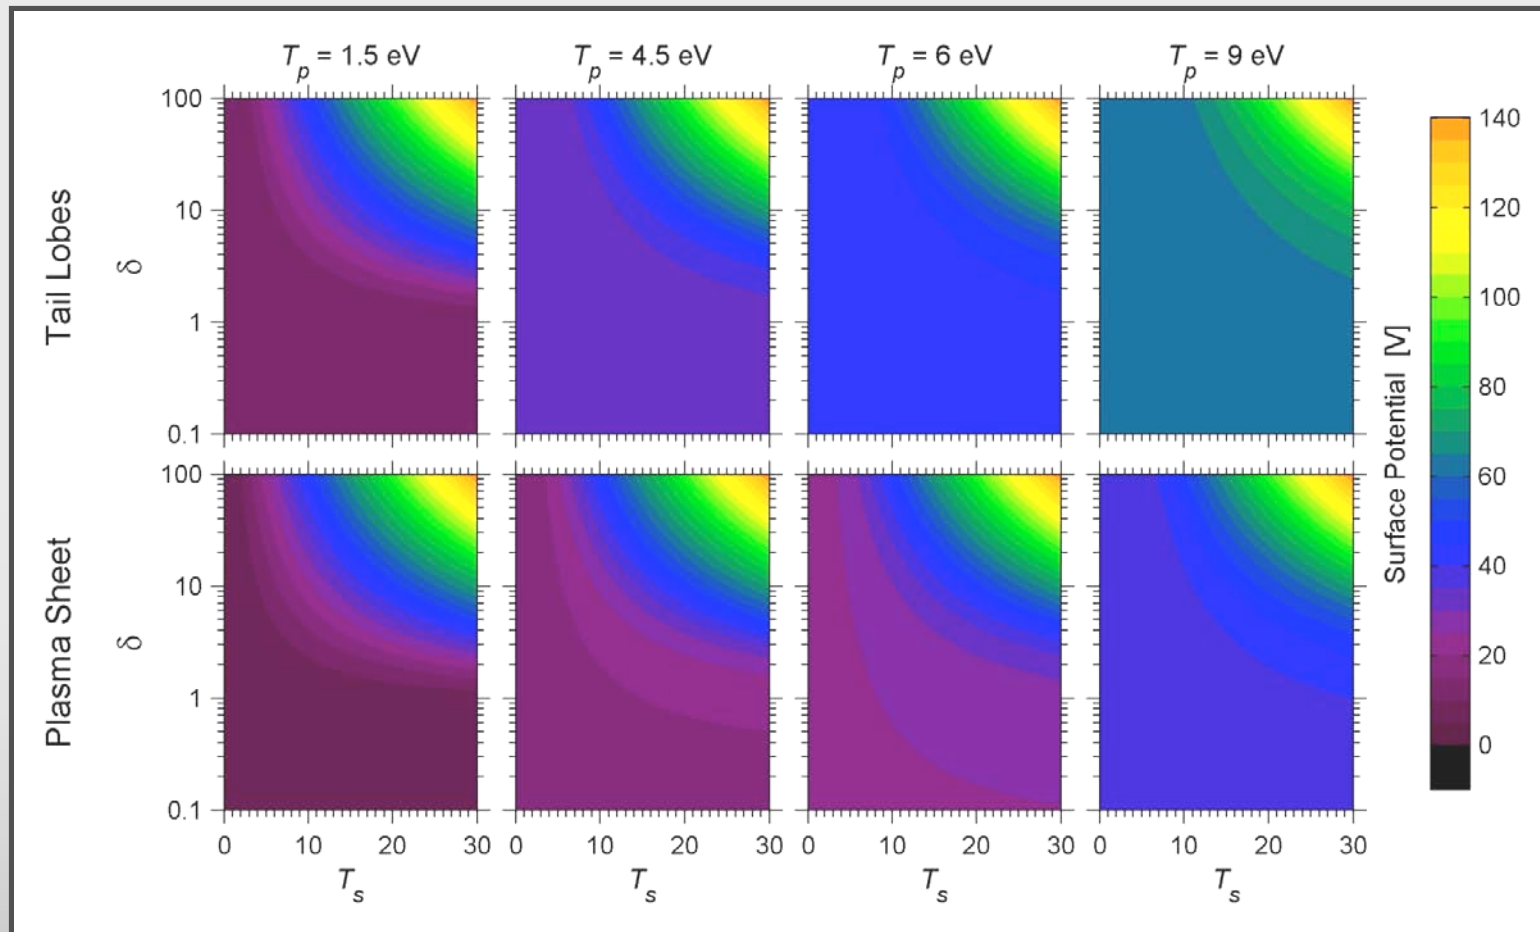 Tp = 1.5 eV
Tp = 4.5 eV
Tp = 6 eV
Tp = 9 eV
Tail Lobes
δ
100
10
1
0.1
Plasma Sheet
δ
100
10
1
0.1
0 10 20 30
0 10 20 30
0 10 20 30
0 10 20 30
Ts
Ts
Ts
Ts
Surface Potential [V]
140
120
100
80
60
40
20
0